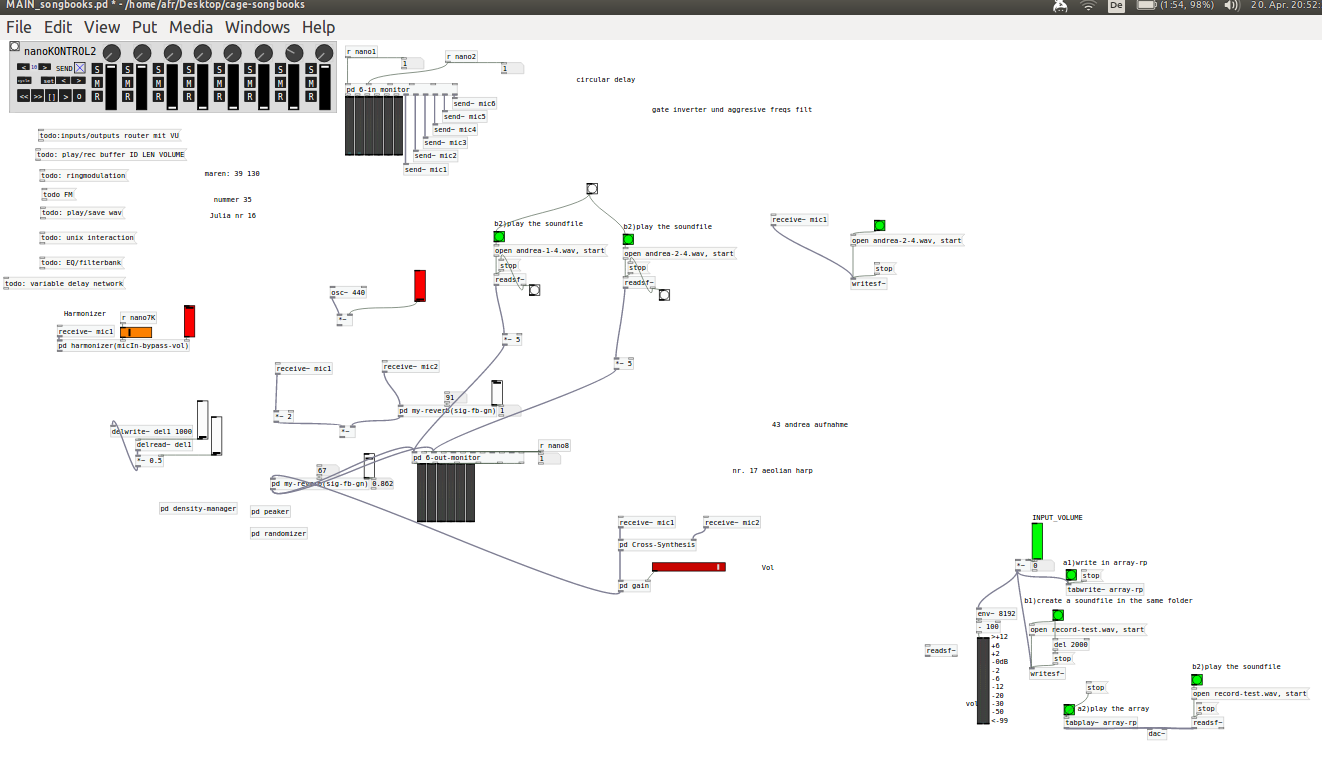 MAIN_songbooks.pd * - /home/afr/Desktop/cage-songbooks
De
(1:54, 98%)
20. Apr. 20:52:
File Edit View Put Media Windows Help
nanoKONTROL2
< 10 > SEND
cycle set < >
<< >> [] > O
S S S S S S S S
M M M M M M M M
R R R R R R R R
r nano1
1
r nano2
1
pd 6-in monitor
send~ mic6
send~ mic5
send~ mic4
send~ mic3
send~ mic2
send~ mic1
circular delay
gate inverter und aggresive freqs filt
todo:inputs/outputs router mit VU
todo: play/rec buffer ID LEN VOLUME
todo: ringmodulation
todo FM
todo: play/save wav
todo: unix interaction
todo: EQ/filterbank
todo: variable delay network
maren: 39 130
nummer 35
Julia nr 16
b2)play the soundfile
open andrea-1-4.wav, start
stop
readsf~
*~ 5
b2)play the soundfile
open andrea-2-4.wav, start
stop
readsf~
*~ 5
receive~ mic1
open andrea-2-4.wav, start
stop
writesf~
osc~ 440
*~
Harmonizer
r nano7K
receive~ mic1
pd harmonizer(micIn-bypass-vol)
receive~ mic1
receive~ mic2
91
*~ 2
pd my-reverb(sig-fb-gn) 1
*~
delwrite~ del1 1000
delread~ del1
*~ 0.5
43 andrea aufnahme
nr. 17 aeolian harp
r nano8
pd 6-out-monitor
1
67
pd my-reverb(sig-fb-gn) 0.862
pd density-manager
pd peaker
pd randomizer
receive~ mic1
receive~ mic2
pd Cross-Synthesis
Vol
pd gain
INPUT_VOLUME
*~ 0
a1)write in array-rp
stop
tabwrite~ array-rp
b1)create a soundfile in the same folder
open record-test.wav, start
del 2000
stop
writesf~
env~ 8192
- 100
>+12
+6
+2
-0dB
-2
-6
-12
-20
-30
-50
<-99
vol
readsf~
stop
a2)play the array
tabplay~ array-rp
dac~
b2)play the soundfile
open record-test.wav, start
stop
readsf~